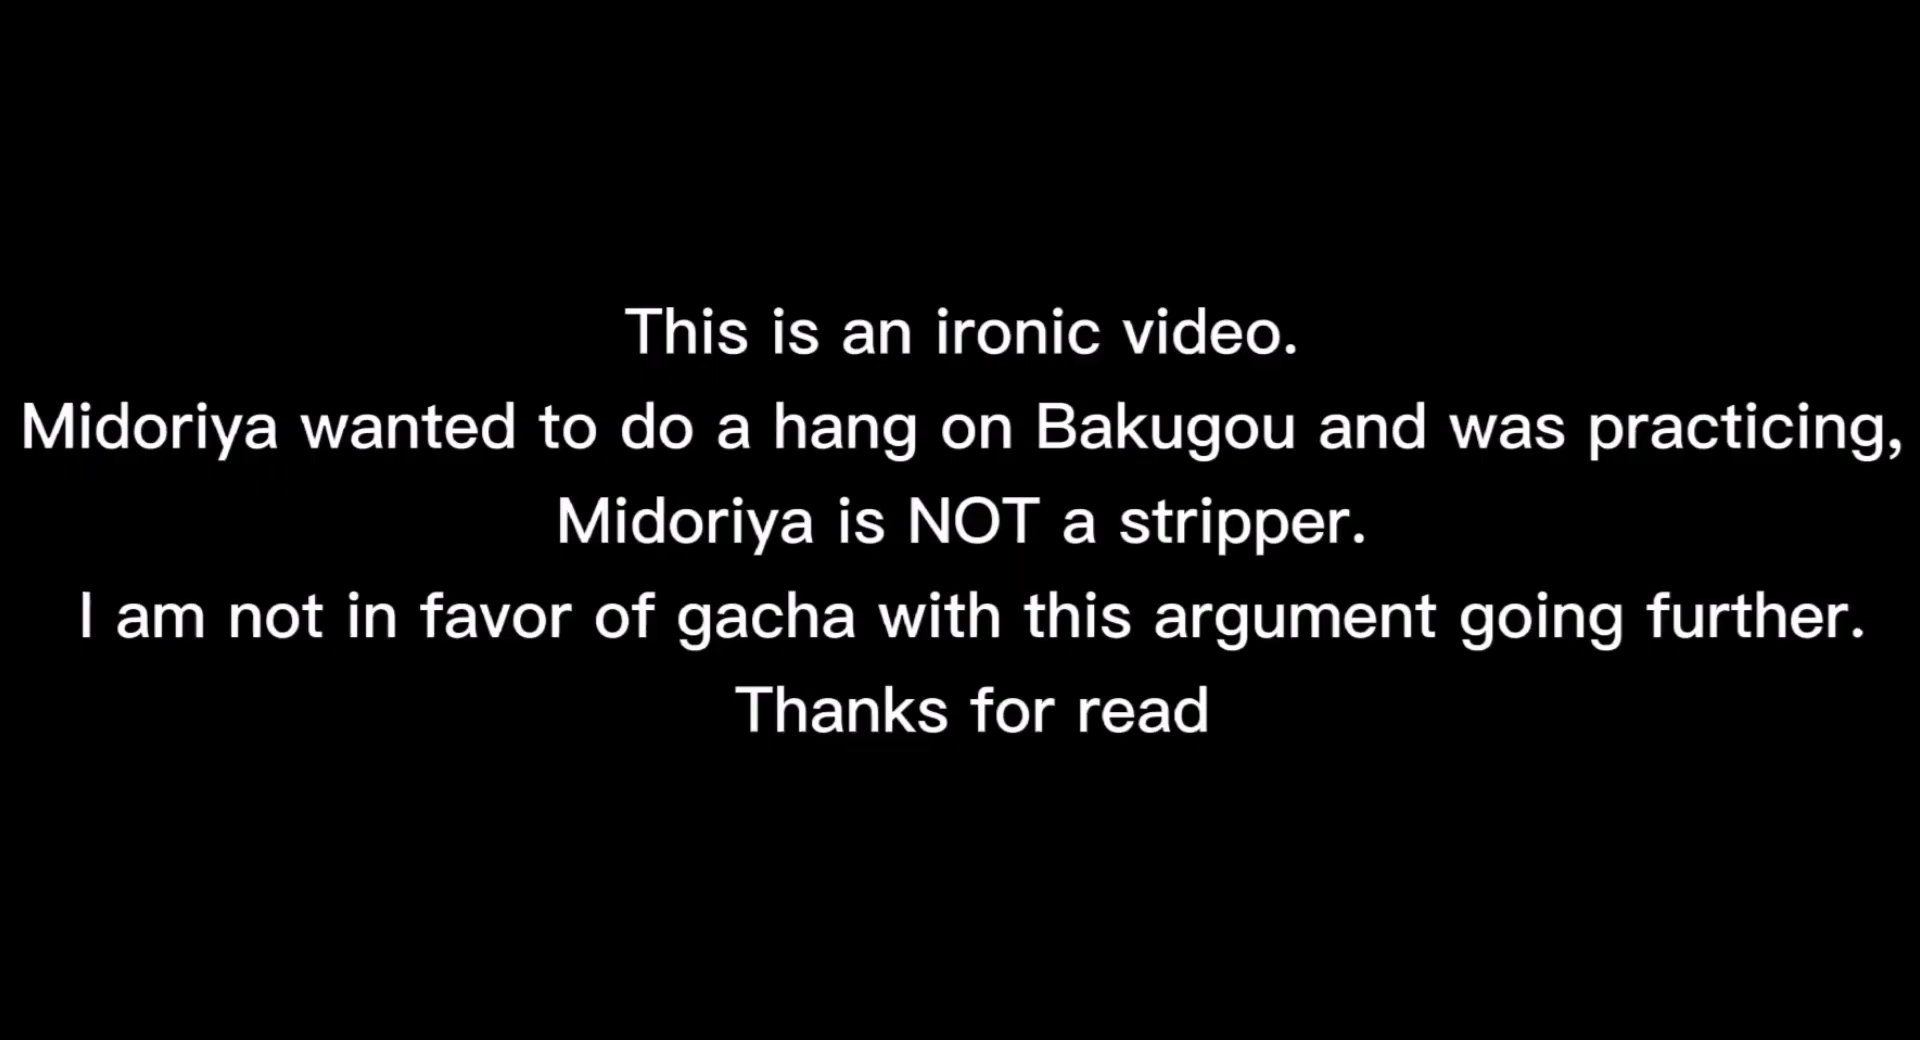 This is an ironic video.
Midoriya wanted to do a hang on Bakugou and was practicing,
Midoriya is NOT a stripper.
I am not in favor of gacha with this argument going further.
Thanks for read